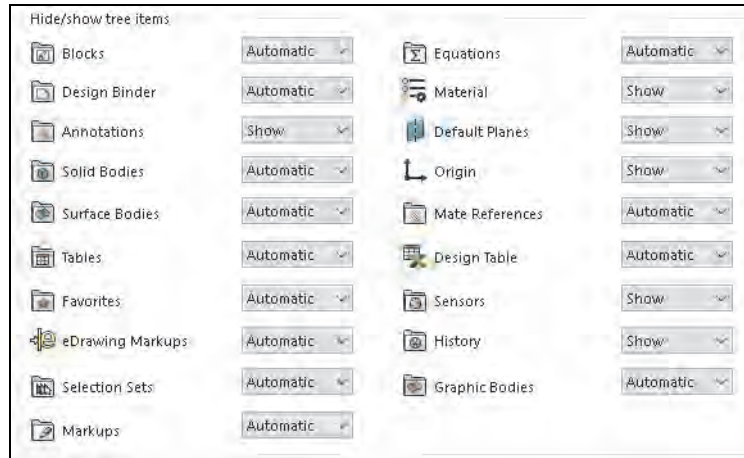 Hide/show tree items
Blocks Automatic Equations Automatic
Design Binder Automatic Material Show
Annotations Show Default Planes Show
Solid Bodies Automatic Origin Show
Surface Bodies Automatic Mate References Automatic
Tables Automatic Design Table Automatic
Favorites Automatic Sensors Show
eDrawing Markups Automatic History Show
Selection Sets Automatic Graphic Bodies Automatic
Markups Automatic